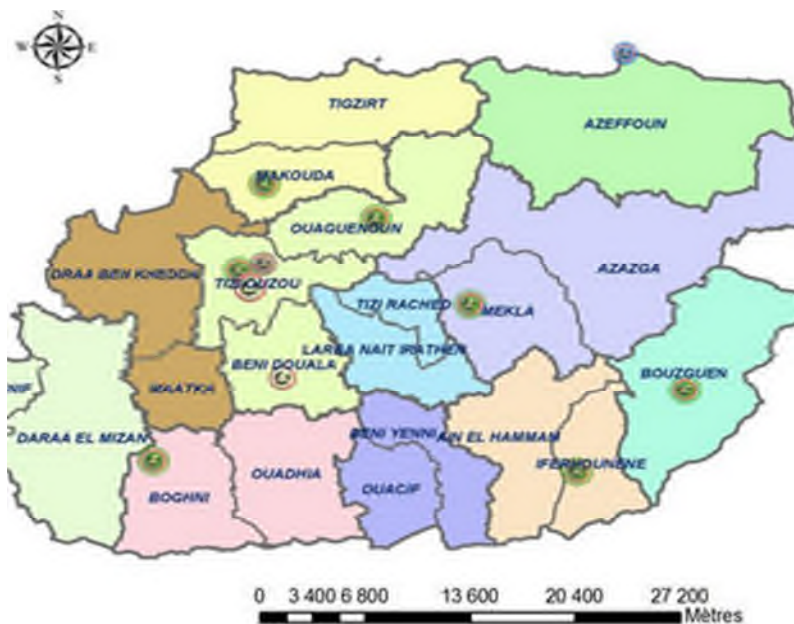 N
W E
S
TIGZIRT
AZEFFOUN
MAKOUDA
OUAGUENOUN
DRAA BEN KHEDDA
TIZI OUZOU
AZAZGA
TIZI RACHED
MEKLA
LARBA NAIT IRATHEN
BENI DOUALA
BOUZGUEN
MAATKA
NIF
DARAA EL MIZAN
BENI YENNI
AIN EL HAMMAM
IFERHOUNENE
BOGHNI
OUADHIA
OUACIF
0 3 400 6 800 13 600 20 400 27 200
Mètres